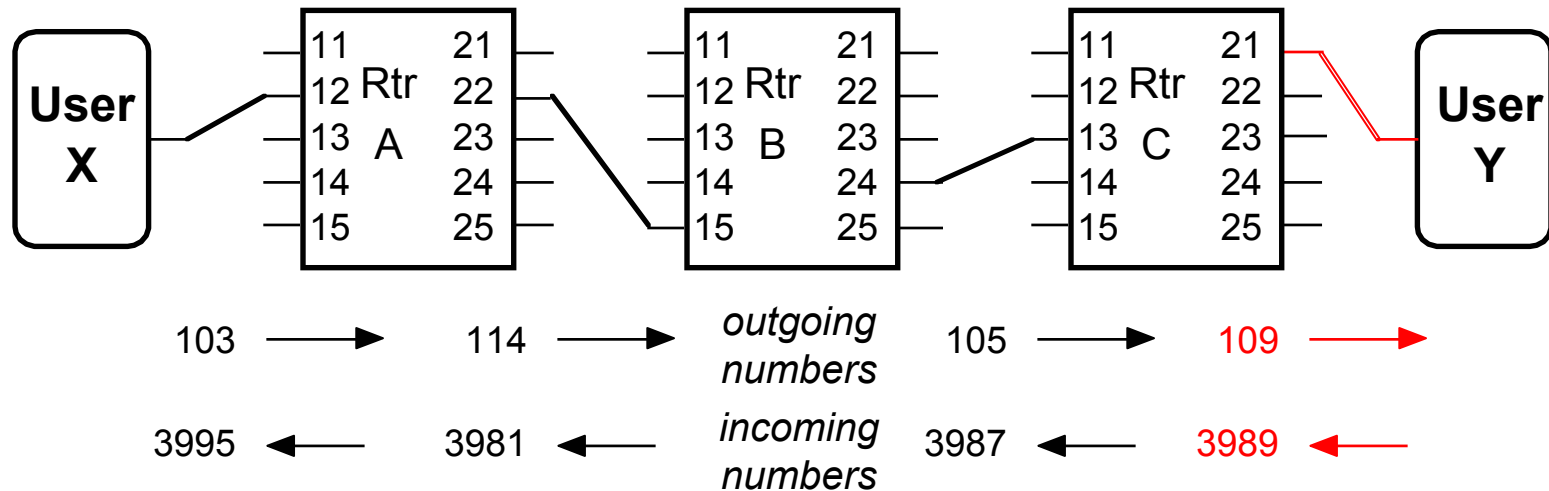 User
X
11 21
12 Rtr 22
13 A 23
14 24
15 25
11 21
12 Rtr 22
13 B 23
14 24
15 25
11 21
12 Rtr 22
13 C 23
14 24
15 25
User
Y
103 114 outgoing numbers 105 109
3995 3981 incoming numbers 3987 3989